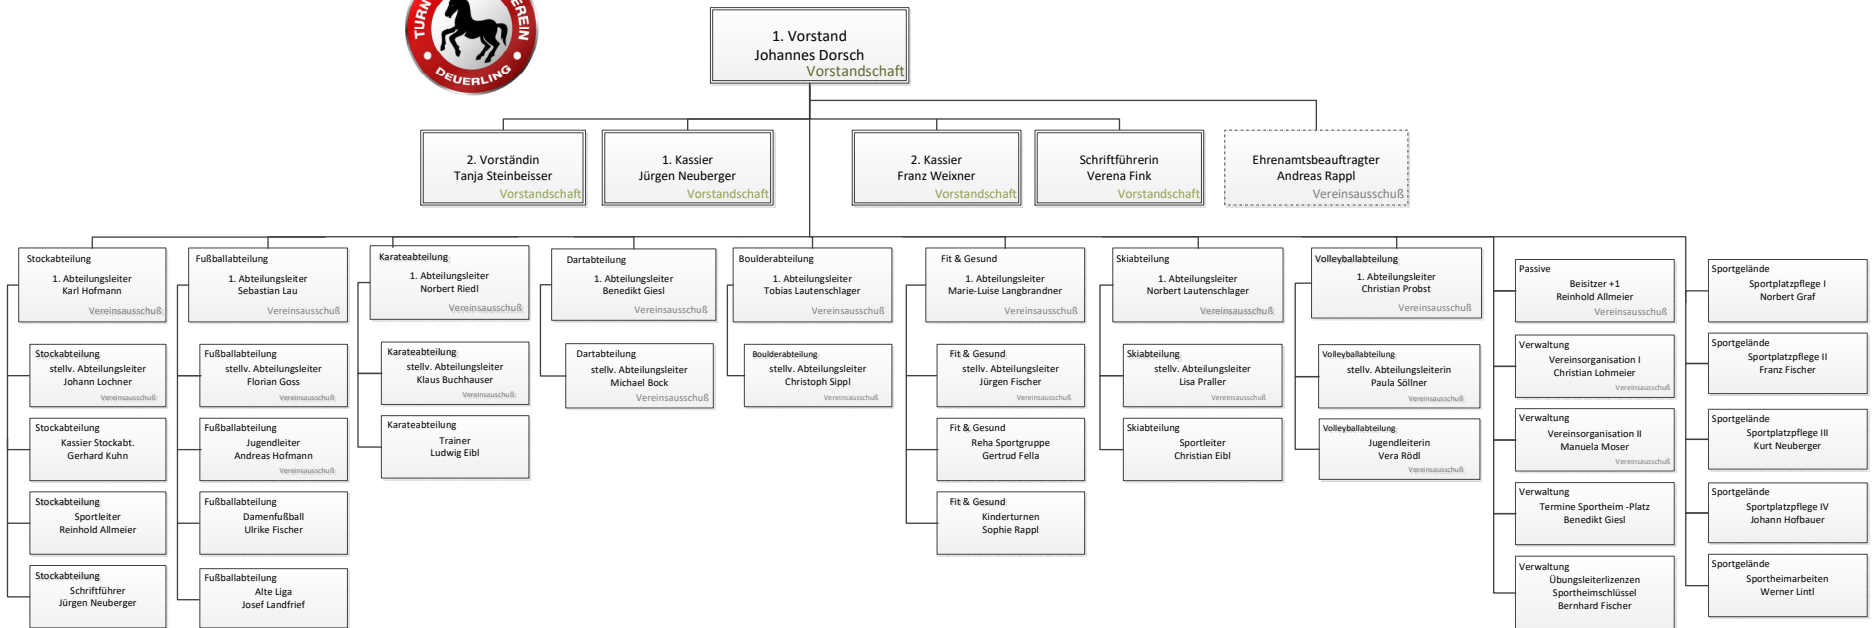 TURN
VEREIN
DEUERLING
1. Vorstand
Johannes Dorsch
Vorstandschaft
2. Vorständin
Tanja Steinbeisser
Vorstandschaft
1. Kassier
Jürgen Neuberger
Vorstandschaft
2. Kassier
Franz Weixner
Vorstandschaft
Schriftführerin
Verena Fink
Vorstandschaft
Ehrenamtsbeauftragter
Andreas Rappl
Vereinsausschuß
Stockabteilung
1. Abteilungsleiter
Karl Hofmann
Vereinsausschuß
Stockabteilung
stellv. Abteilungsleiter
Johann Lochner
Vereinsausschuß
Stockabteilung
Kassier Stockabt.
Gerhard Kuhn
Stockabteilung
Sportleiter
Reinhold Allmeier
Stockabteilung
Schriftführer
Jürgen Neuberger
Fußballabteilung
1. Abteilungsleiter
Sebastian Lau
Vereinsausschuß
Fußballabteilung
stellv. Abteilungsleiter
Florian Goss
Vereinsausschuß
Fußballabteilung
Jugendleiter
Andreas Hofmann
Vereinsausschuß
Fußballabteilung
Damenfußball
Ulrike Fischer
Fußballabteilung
Alte Liga
Josef Landfrief
Karateabteilung
1. Abteilungsleiter
Norbert Riedl
Vereinsausschuß
Karateabteilung
stellv. Abteilungsleiter
Klaus Buchhauser
Vereinsausschuß
Karateabteilung
Trainer
Ludwig Eibl
Dartabteilung
1. Abteilungsleiter
Benedikt Giesl
Vereinsausschuß
Dartabteilung
stellv. Abteilungsleiter
Michael Bock
Vereinsausschuß
Boulderabteilung
1. Abteilungsleiter
Tobias Lautenschlager
Vereinsausschuß
Boulderabteilung
stellv. Abteilungsleiter
Christoph Sippl
Vereinsausschuß
Fit & Gesund
1. Abteilungsleiter
Marie-Luise Langbrandner
Vereinsausschuß
Fit & Gesund
stellv. Abteilungsleiter
Jürgen Fischer
Vereinsausschuß
Fit & Gesund
Reha Sportgruppe
Gertrud Fella
Fit & Gesund
Kinderturnen
Sophie Rappl
Skiabteilung
1. Abteilungsleiter
Norbert Lautenschlager
Vereinsausschuß
Skiabteilung
stellv. Abteilungsleiter
Lisa Praller
Vereinsausschuß
Skiabteilung
Sportleiter
Christian Eibl
Volleyballabteilung
1. Abteilungsleiter
Christian Probst
Vereinsausschuß
Volleyballabteilung
stellv. Abteilungsleiterin
Paula Söllner
Vereinsausschuß
Volleyballabteilung
Jugendleiterin
Vera Rödl
Vereinsausschuß
Passive
Beisitzer +1
Reinhold Allmeier
Vereinsausschuß
Verwaltung
Vereinsorganisation I
Christian Lohmeier
Vereinsausschuß
Verwaltung
Vereinsorganisation II
Manuela Moser
Vereinsausschuß
Verwaltung
Termine Sportheim -Platz
Benedikt Giesl
Verwaltung
Übungsleiterlizenzen
Sportheimschlüssel
Bernhard Fischer
Sportgelände
Sportplatzpflege I
Norbert Graf
Sportgelände
Sportplatzpflege II
Franz Fischer
Sportgelände
Sportplatzpflege III
Kurt Neuberger
Sportgelände
Sportplatzpflege IV
Johann Hofbauer
Sportgelände
Sportheimarbeiten
Werner Lintl